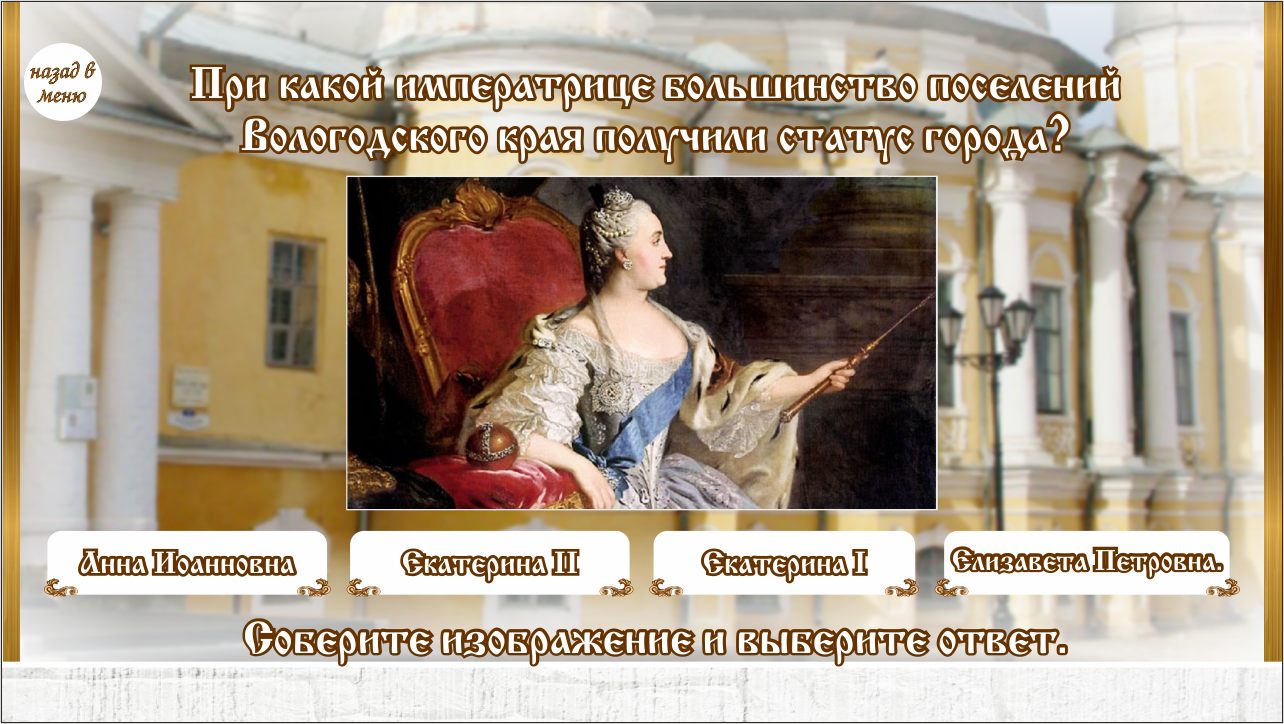 назад в
меню
При какой императрице большинство поселений
Вологодского края получили статус города?
Анна Иоанновна
Екатерина II
Екатерина I
Елизавета Петровна.
Соберите изображение и выберите ответ.